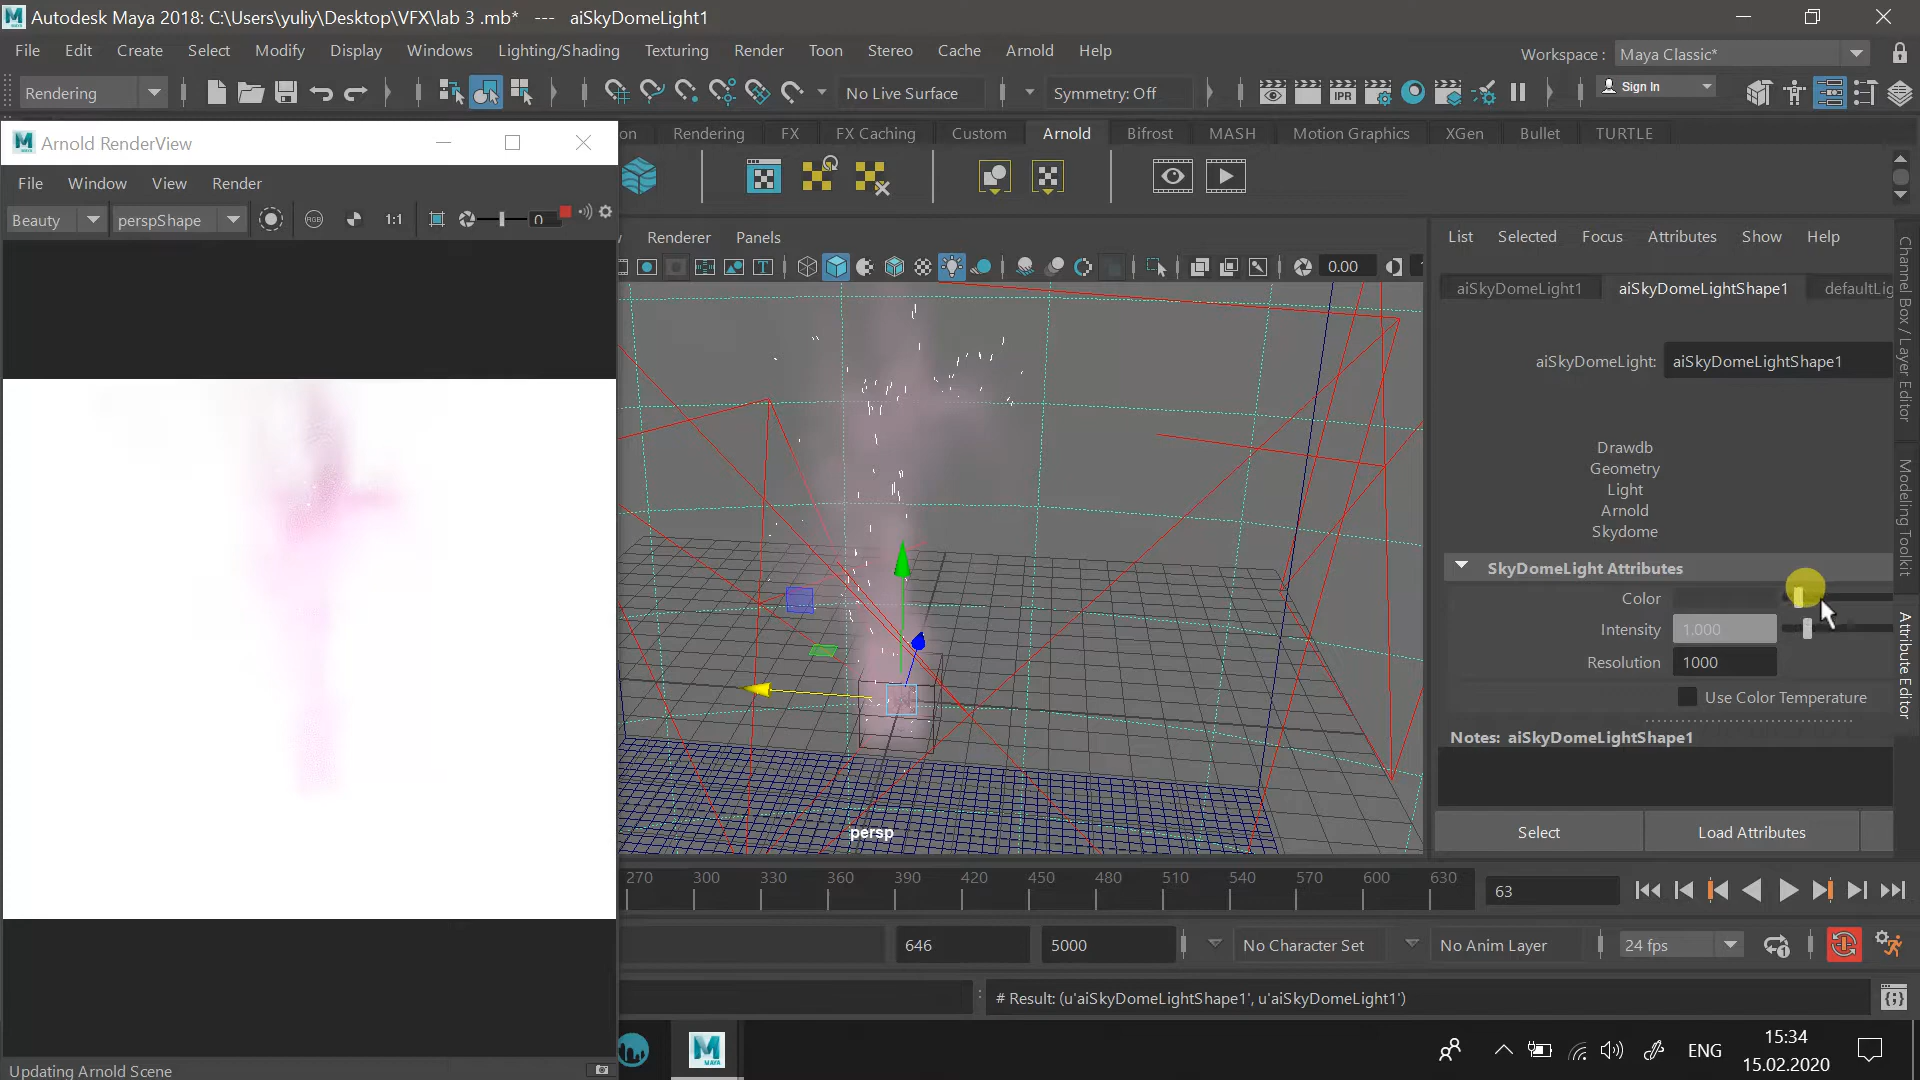 Autodesk Maya 2018: C:\Users\yuliy\Desktop\VFX\lab 3 .mb*   ---   aiSkyDomeLight1
File Edit Create Select Modify Display Windows Lighting/Shading Texturing Render Toon Stereo Cache Arnold Help
Workspace : Maya Classic*
Rendering
No Live Surface
Symmetry: Off
IPR
Sign In
Arnold RenderView
Rendering FX FX Caching Custom Arnold Bifrost MASH Motion Graphics XGen Bullet TURTLE
File Window View Render
Beauty perspShape RGB 1:1 0
Renderer Panels
0.00
List Selected Focus Attributes Show Help
aiSkyDomeLight1 aiSkyDomeLightShape1 defaultLig
aiSkyDomeLight: aiSkyDomeLightShape1
Drawdb
Geometry
Light
Arnold
Skydome
SkyDomeLight Attributes
Color
Intensity 1.000
Resolution 1000
Use Color Temperature
Notes: aiSkyDomeLightShape1
Select Load Attributes
Channel Box / Layer Editor
Modeling Toolkit
Attribute Editor
persp
270 300 330 360 390 420 450 480 510 540 570 600 630
63
646 5000 No Character Set No Anim Layer 24 fps
# Result: (u'aiSkyDomeLightShape1', u'aiSkyDomeLight1')
Updating Arnold Scene
MAYA
ENG
15:34
15.02.2020